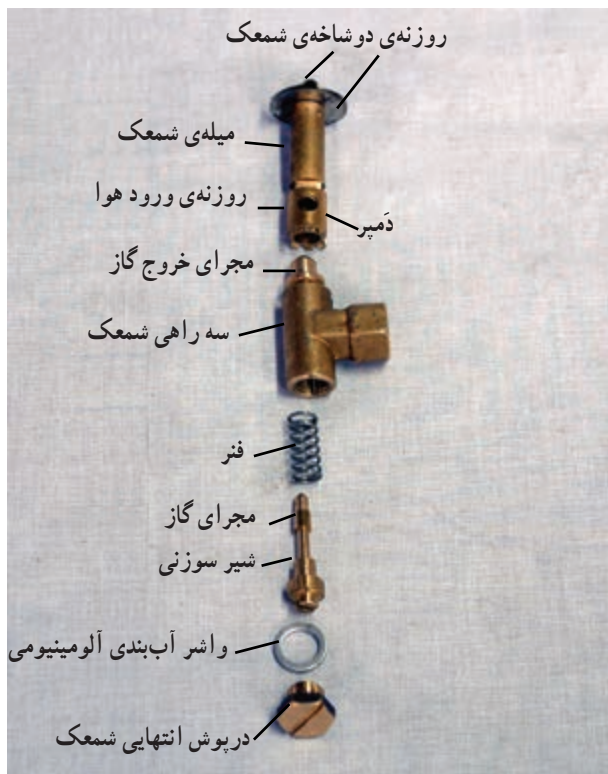 روزنه‌ی دوشاخه‌ی شمعک
میله‌ی شمعک
روزنه‌ی ورود هوا
دَمپر
مجرای خروج گاز
سه راهی شمعک
فنر
مجرای گاز
شیر سوزنی
واشر آب‌بندی آلومینیومی
درپوش انتهایی شمعک